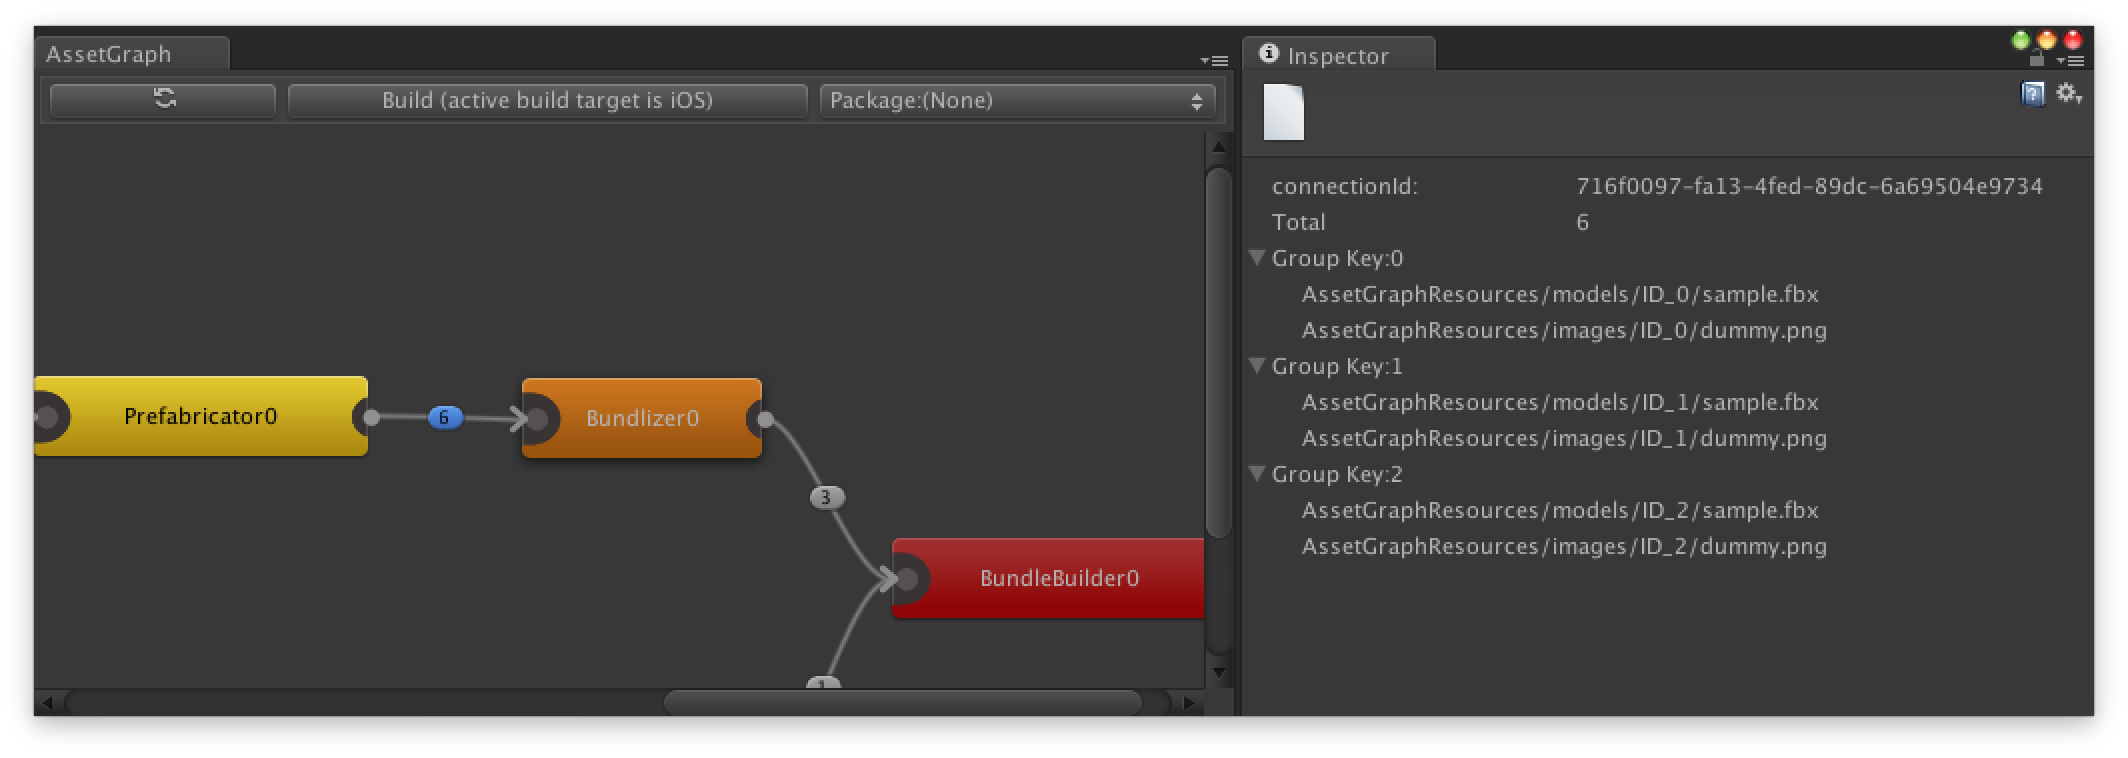 AssetGraph
Build (active build target is iOS)
Package:(None)
Prefabricator0
6
Bundlizer0
3
BundleBuilder0
1
Inspector
connectionId: 716f0097-fa13-4fed-89dc-6a69504e9734
Total 6
Group Key:0
AssetGraphResources/models/ID_0/sample.fbx
AssetGraphResources/images/ID_0/dummy.png
Group Key:1
AssetGraphResources/models/ID_1/sample.fbx
AssetGraphResources/images/ID_1/dummy.png
Group Key:2
AssetGraphResources/models/ID_2/sample.fbx
AssetGraphResources/images/ID_2/dummy.png